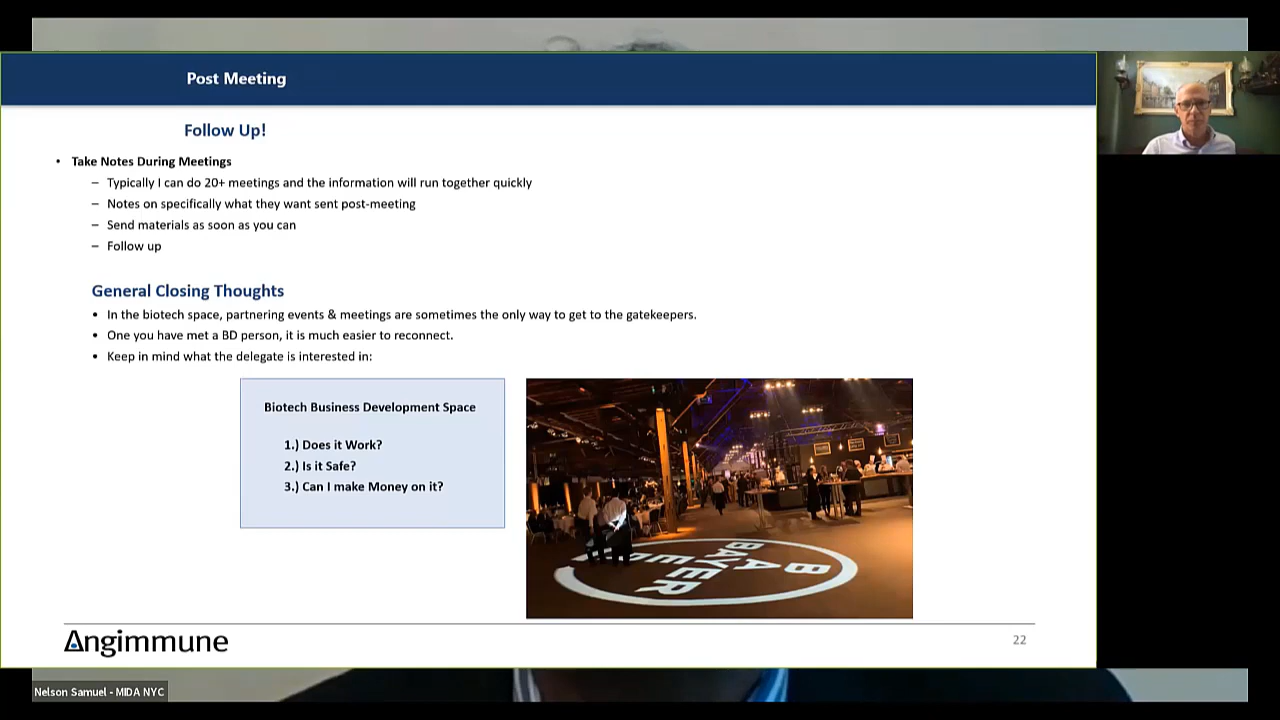 Post Meeting
Follow Up!
• Take Notes During Meetings
– Typically I can do 20+ meetings and the information will run together quickly
– Notes on specifically what they want sent post-meeting
– Send materials as soon as you can
– Follow up
General Closing Thoughts
• In the biotech space, partnering events & meetings are sometimes the only way to get to the gatekeepers.
• One you have met a BD person, it is much easier to reconnect.
• Keep in mind what the delegate is interested in:
Biotech Business Development Space
1.) Does it Work?
2.) Is it Safe?
3.) Can I make Money on it?
BAYER
BAYER
Angimmune
22
Nelson Samuel - MIDA NYC